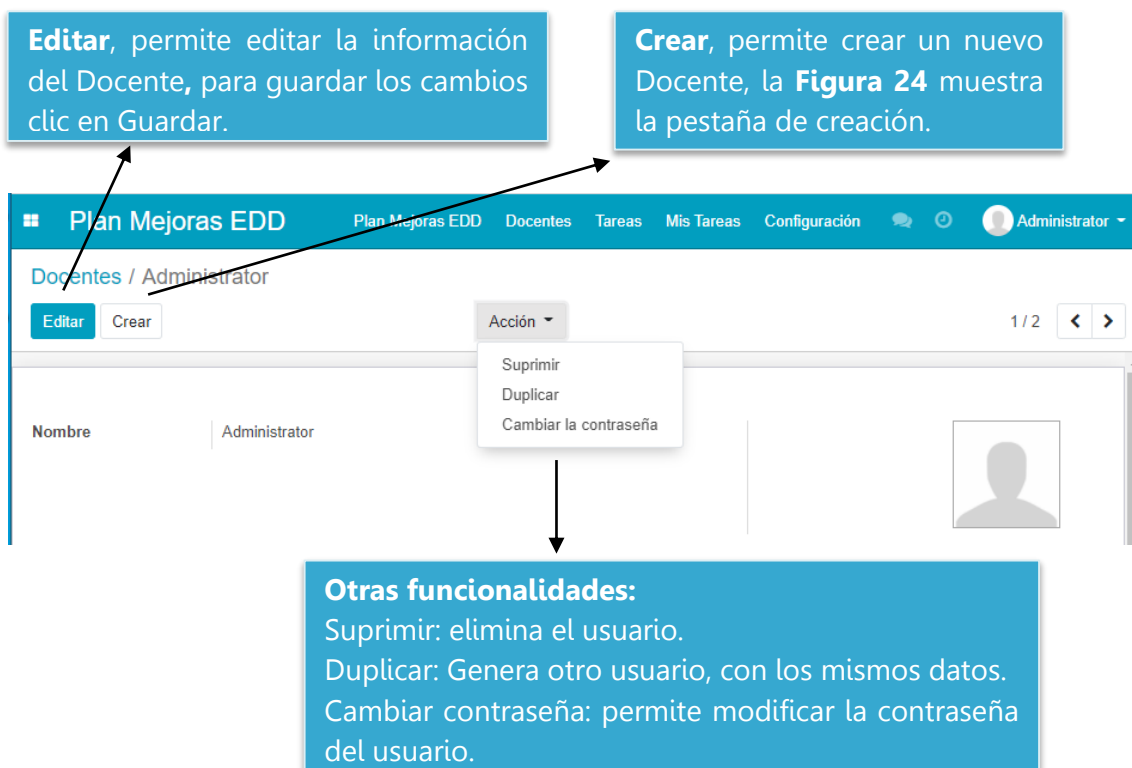 Editar, permite editar la información
del Docente, para guardar los cambios
clic en Guardar.
Crear, permite crear un nuevo
Docente, la Figura 24 muestra
la pestaña de creación.
Plan Mejoras EDD Plan Mejoras EDD Docentes Tareas Mis Tareas Configuración Administrator
Docentes / Administrator
Editar Crear Acción 1 / 2
Suprimir
Duplicar
Cambiar la contraseña
Nombre Administrator
Otras funcionalidades:
Suprimir: elimina el usuario.
Duplicar: Genera otro usuario, con los mismos datos.
Cambiar contraseña: permite modificar la contraseña
del usuario.